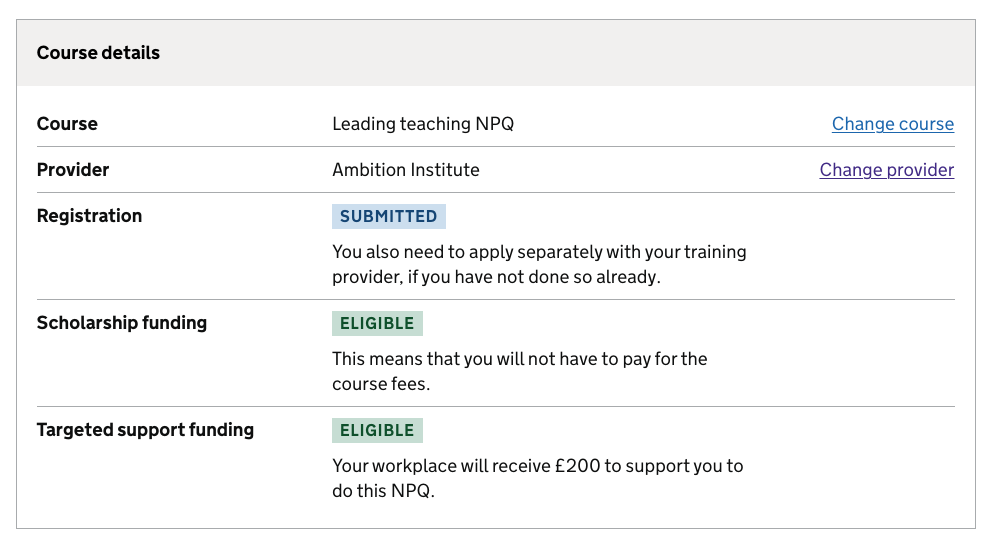 Course details
Course Leading teaching NPQ Change course
Provider Ambition Institute Change provider
Registration SUBMITTED
You also need to apply separately with your training
provider, if you have not done so already.
Scholarship funding ELIGIBLE
This means that you will not have to pay for the
course fees.
Targeted support funding ELIGIBLE
Your workplace will receive £200 to support you to
do this NPQ.